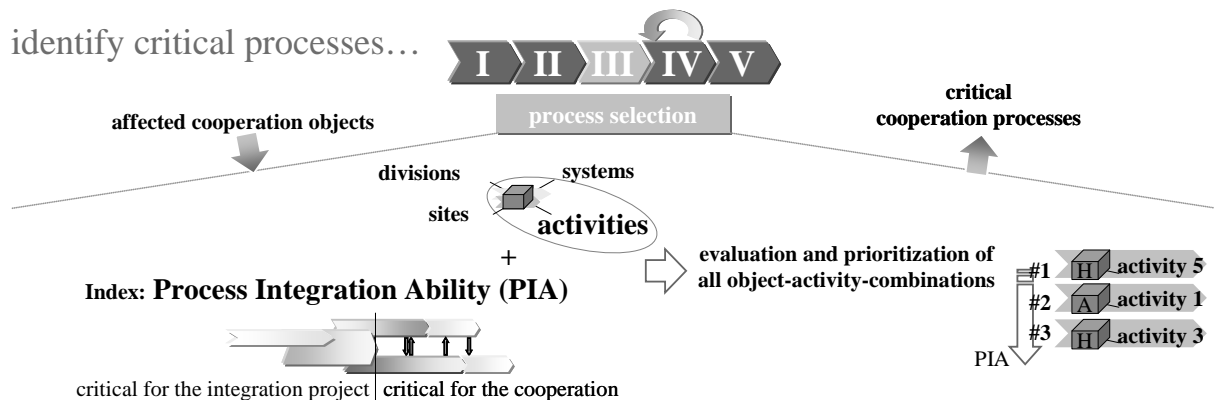 identify critical processes…
I II III IV V
process selection
affected cooperation objects
critical
cooperation processes
divisions
systems
sites
activities
+
Index: Process Integration Ability (PIA)
evaluation and prioritization of
all object-activity-combinations
#1 H activity 5
#2 A activity 1
#3 H activity 3
PIA
critical for the integration project
critical for the cooperation